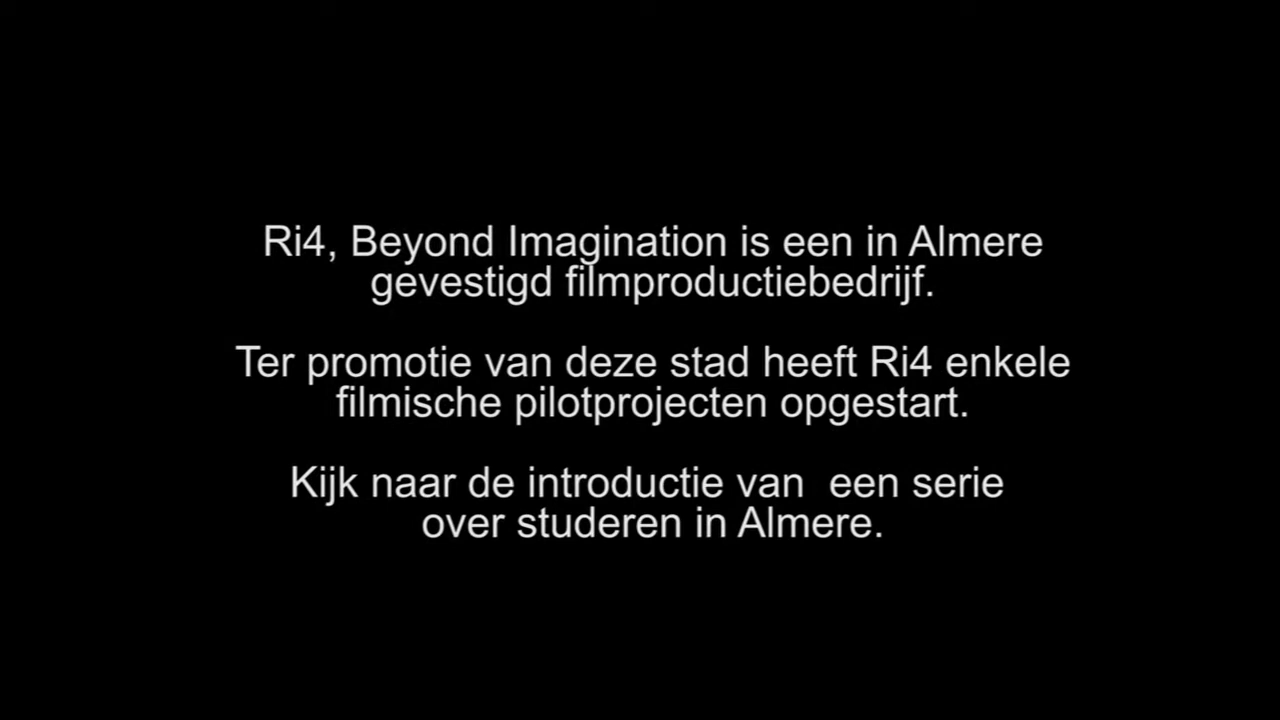 Ri4, Beyond Imagination is een in Almere
gevestigd filmproductiebedrijf.
Ter promotie van deze stad heeft Ri4 enkele
filmische pilotprojecten opgestart.
Kijk naar de introductie van  een serie
over studeren in Almere.